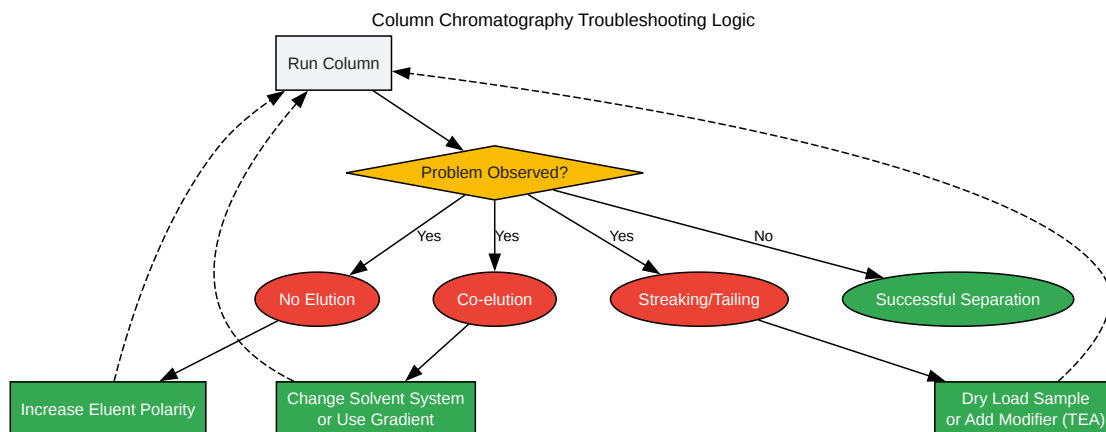 Column Chromatography Troubleshooting Logic
Run Column
Problem Observed?
Yes
Yes
Yes
No
No Elution
Co-elution
Streaking/Tailing
Successful Separation
Increase Eluent Polarity
Change Solvent System
or Use Gradient
Dry Load Sample
or Add Modifier (TEA)